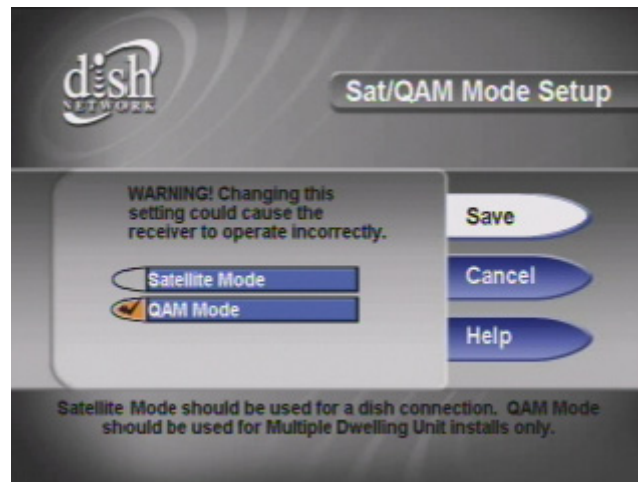 dish
NETWORK
Sat/QAM Mode Setup
WARNING! Changing this
setting could cause the
receiver to operate incorrectly.
Satellite Mode
QAM Mode
Save
Cancel
Help
Satellite Mode should be used for a dish connection. QAM Mode
should be used for Multiple Dwelling Unit installs only.